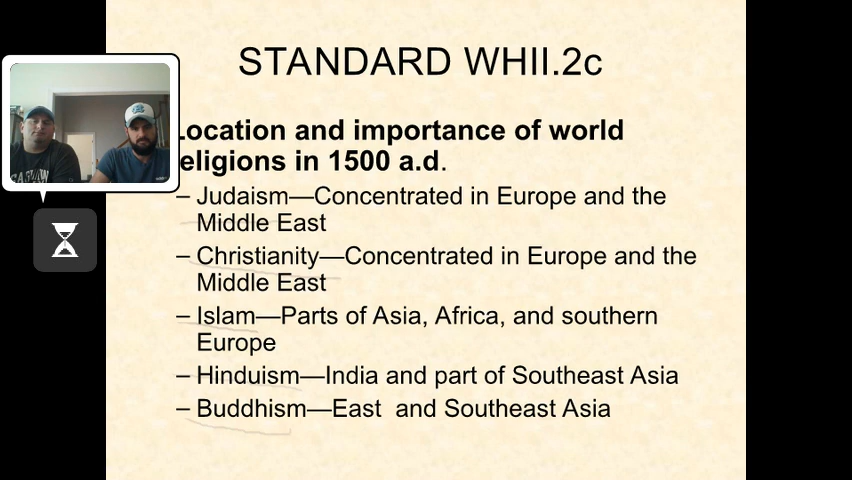 STANDARD WHII.2c
Location and importance of world
eligions in 1500 a.d.
– Judaism—Concentrated in Europe and the
Middle East
– Christianity—Concentrated in Europe and the
Middle East
– Islam—Parts of Asia, Africa, and southern
Europe
– Hinduism—India and part of Southeast Asia
– Buddhism—East and Southeast Asia